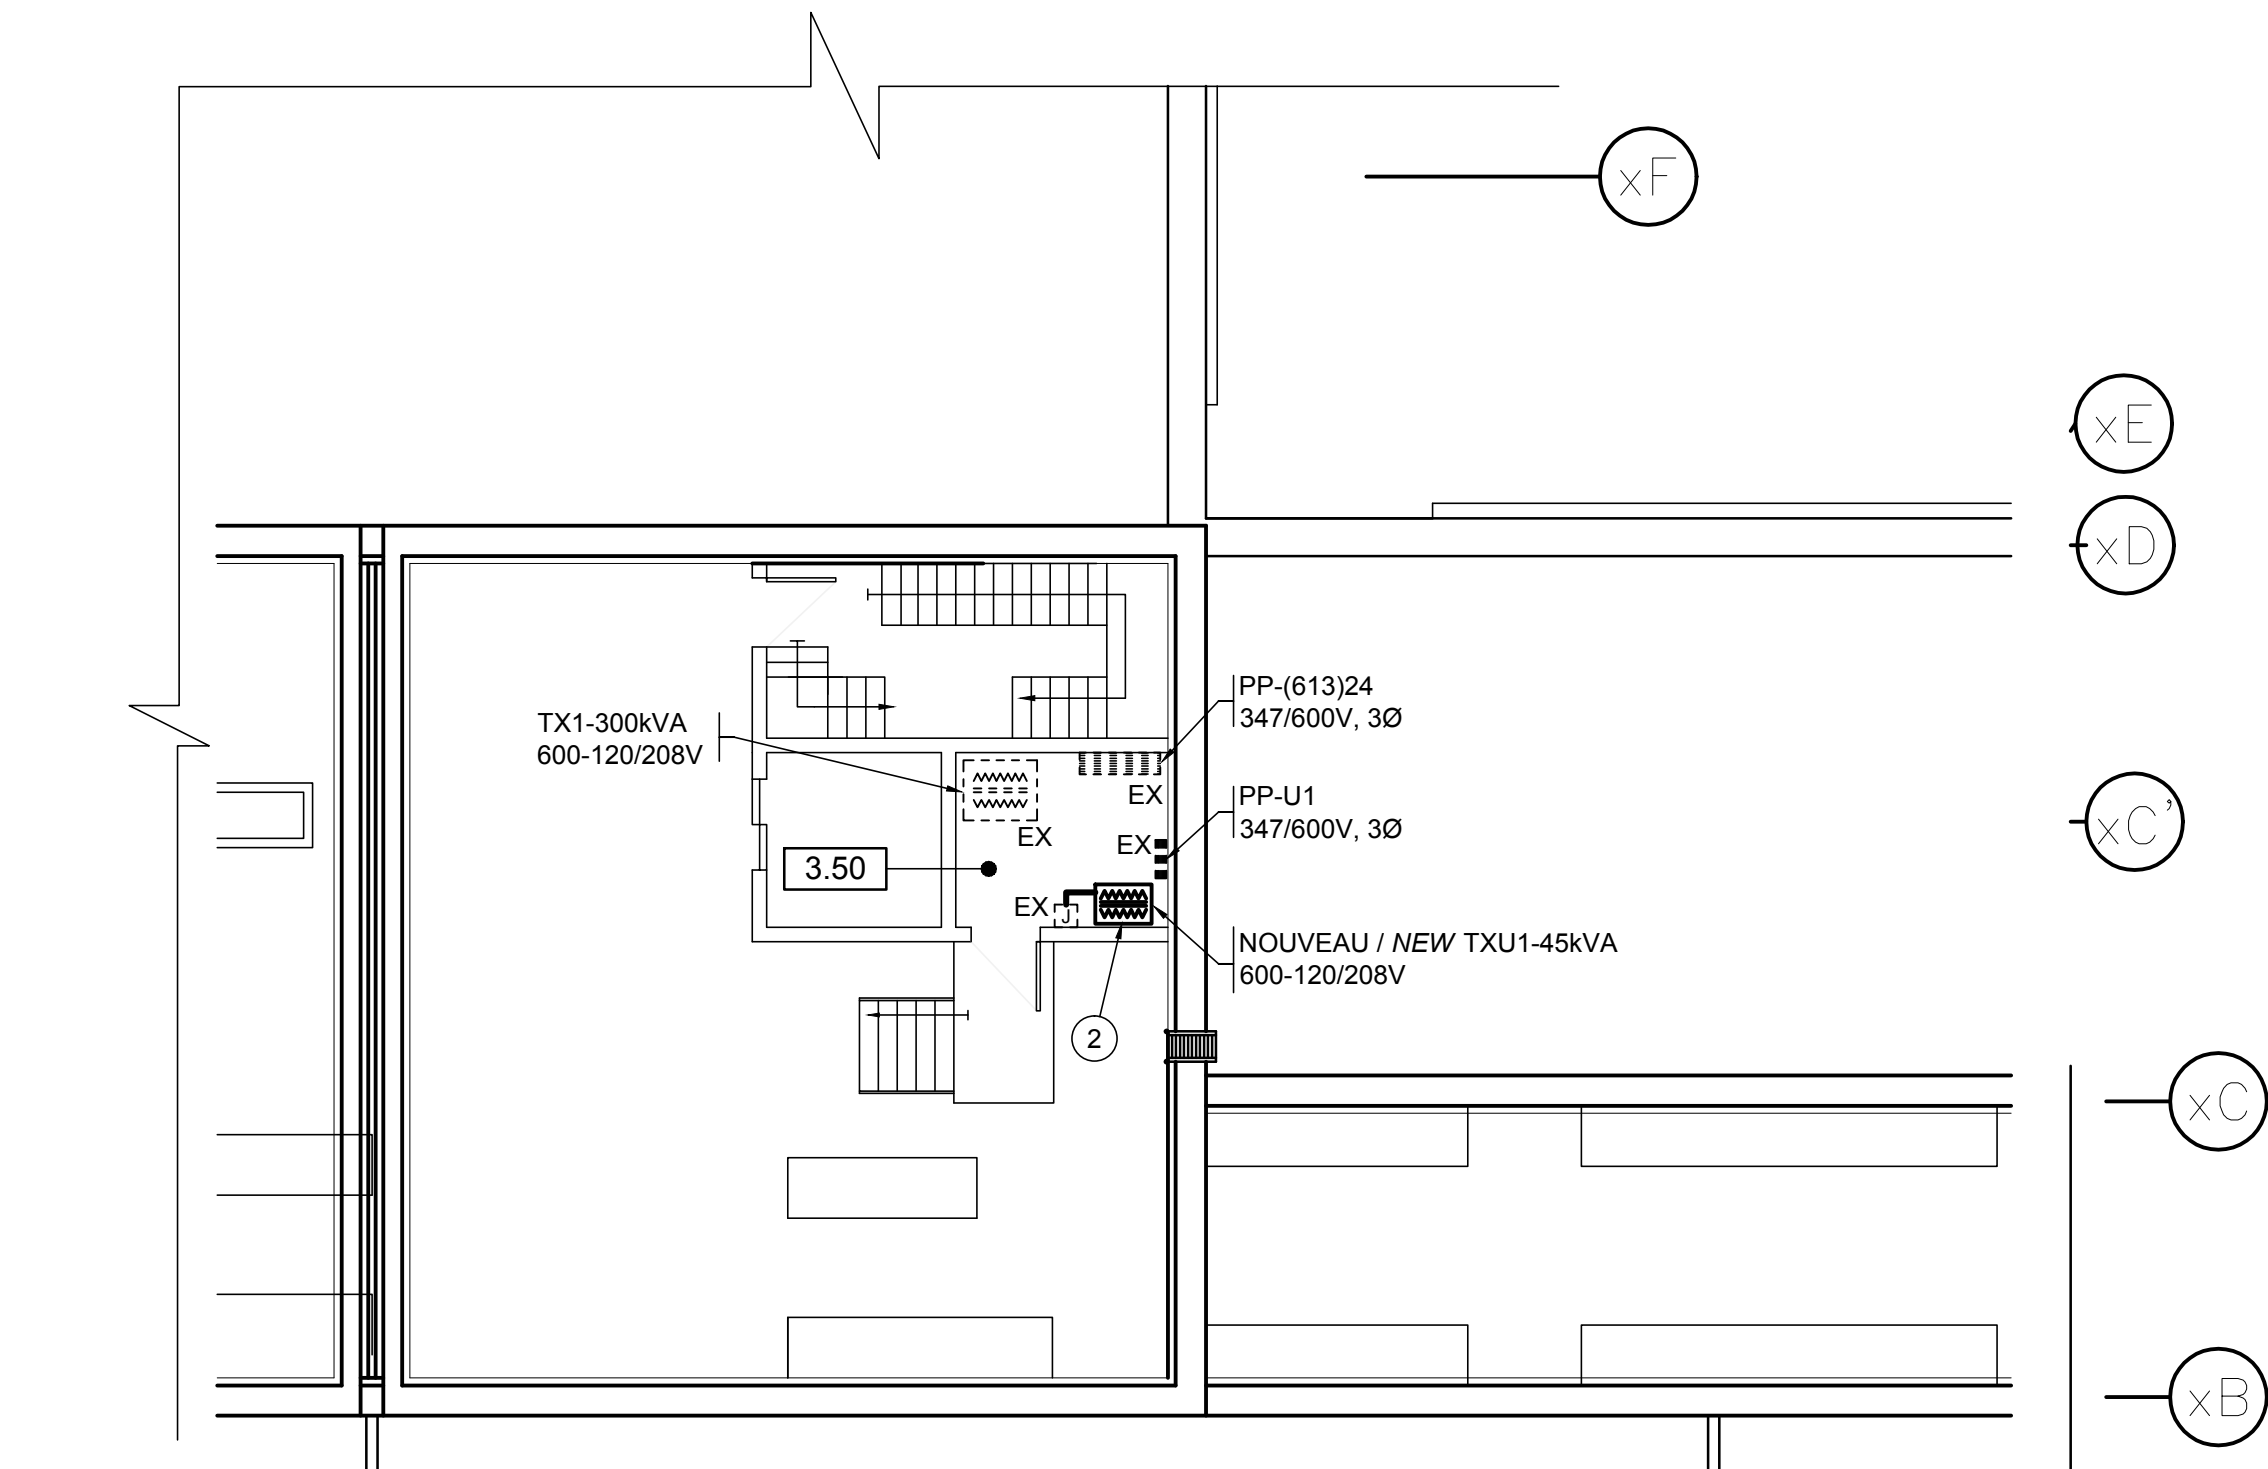 xF
xE
xD
PP-(613)24
347/600V, 3Ø
TX1-300kVA
600-120/208V
EX
PP-U1
347/600V, 3Ø
xC'
EX
EX
3.50
EX
J
NOUVEAU / NEW TXU1-45kVA
600-120/208V
2
xC
xB